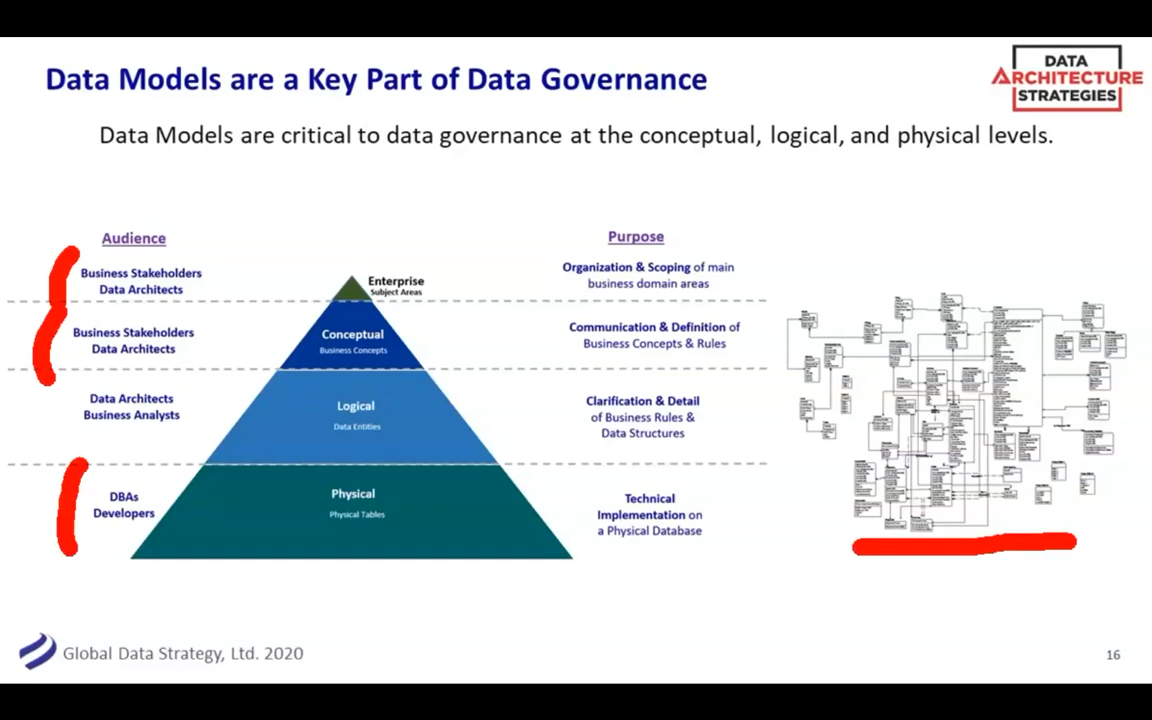 Data Models are a Key Part of Data Governance
DATA
ARCHITECTURE
STRATEGIES
Data Models are critical to data governance at the conceptual, logical, and physical levels.
Audience
Purpose
Business Stakeholders
Data Architects
Enterprise
Subject Areas
Organization & Scoping of main
business domain areas
Business Stakeholders
Data Architects
Conceptual
Business Concepts
Communication & Definition of
Business Concepts & Rules
Data Architects
Business Analysts
Logical
Data Entities
Clarification & Detail
of Business Rules &
Data Structures
DBAs
Developers
Physical
Physical Tables
Technical
Implementation on
a Physical Database
Global Data Strategy, Ltd. 2020
16